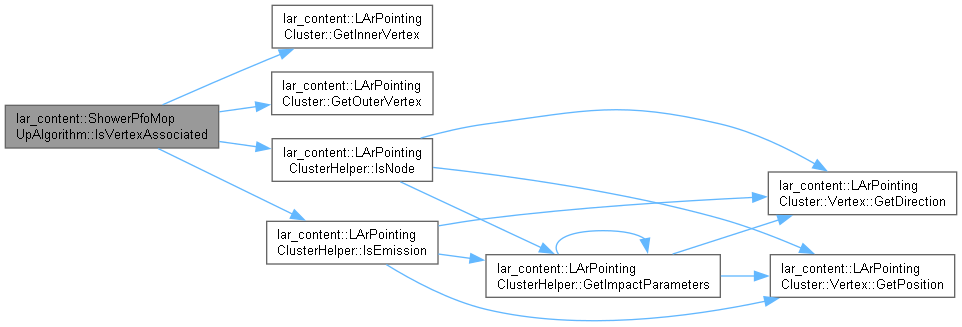 lar_content::LArPointing
Cluster::GetInnerVertex
lar_content::LArPointing
Cluster::GetOuterVertex
lar_content::ShowerPfoMop
UpAlgorithm::IsVertexAssociated
lar_content::LArPointing
ClusterHelper::IsNode
lar_content::LArPointing
Cluster::Vertex::GetDirection
lar_content::LArPointing
ClusterHelper::IsEmission
lar_content::LArPointing
ClusterHelper::GetImpactParameters
lar_content::LArPointing
Cluster::Vertex::GetPosition